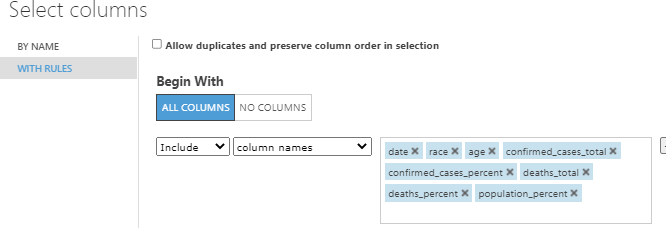 Select columns
BY NAME
WITH RULES
Allow duplicates and preserve column order in selection
Begin With
ALL COLUMNS NO COLUMNS
Include column names
date × race × age × confirmed_cases_total ×
confirmed_cases_percent × deaths_total ×
deaths_percent × population_percent ×